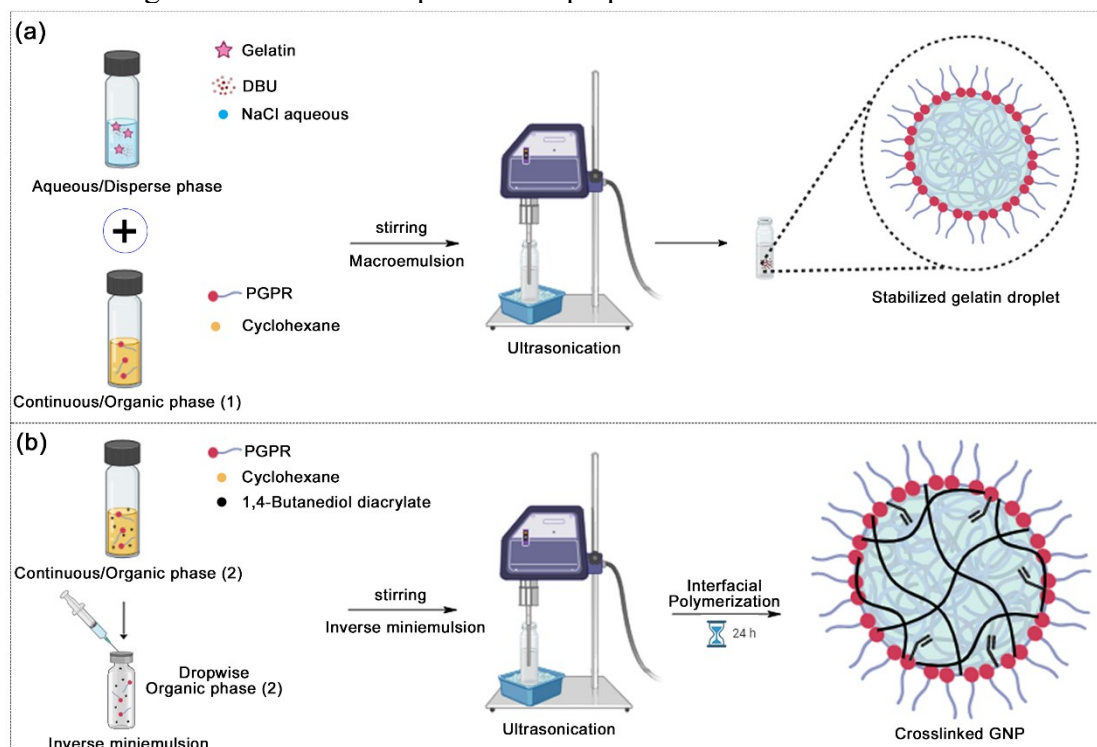 (a)
Gelatin
DBU
NaCl aqueous
Aqueous/Disperse phase
+
PGPR
Cyclohexane
Continuous/Organic phase (1)
stirring
Macroemulsion
Ultrasonication
Stabilized gelatin droplet
(b)
PGPR
Cyclohexane
1,4-Butanediol diacrylate
Continuous/Organic phase (2)
Dropwise
Organic phase (2)
Inverse miniemulsion
stirring
Inverse miniemulsion
Ultrasonication
Interfacial
Polymerization
24 h
Crosslinked GNP